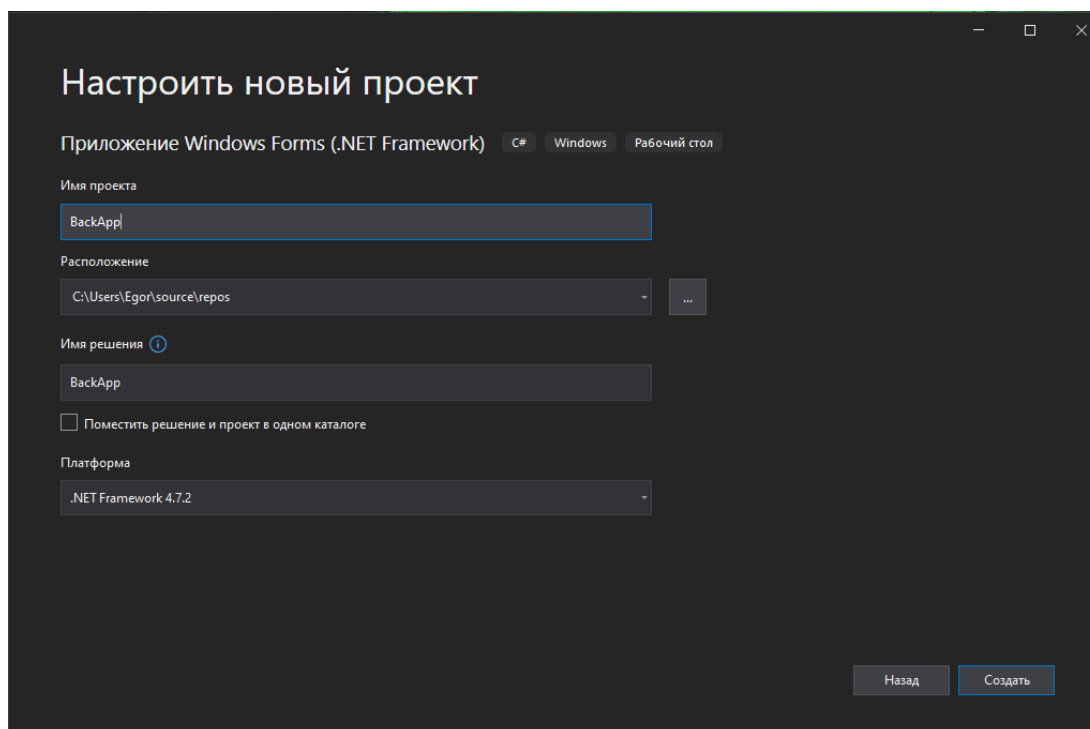 Настроить новый проект
Приложение Windows Forms (.NET Framework) C# Windows Рабочий стол
Имя проекта
BackApp
Расположение
C:\Users\Egor\source\repos
...
Имя решения
BackApp
Поместить решение и проект в одном каталоге
Платформа
.NET Framework 4.7.2
Назад Создать